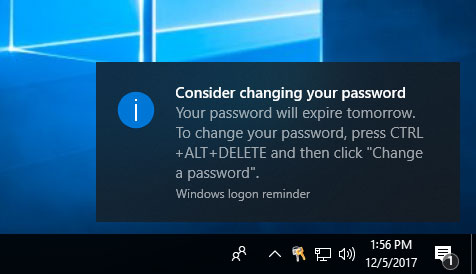 Consider changing your password
Your password will expire tomorrow.
To change your password, press CTRL
+ALT+DELETE and then click "Change
a password".
Windows logon reminder
1:56 PM
12/5/2017
1